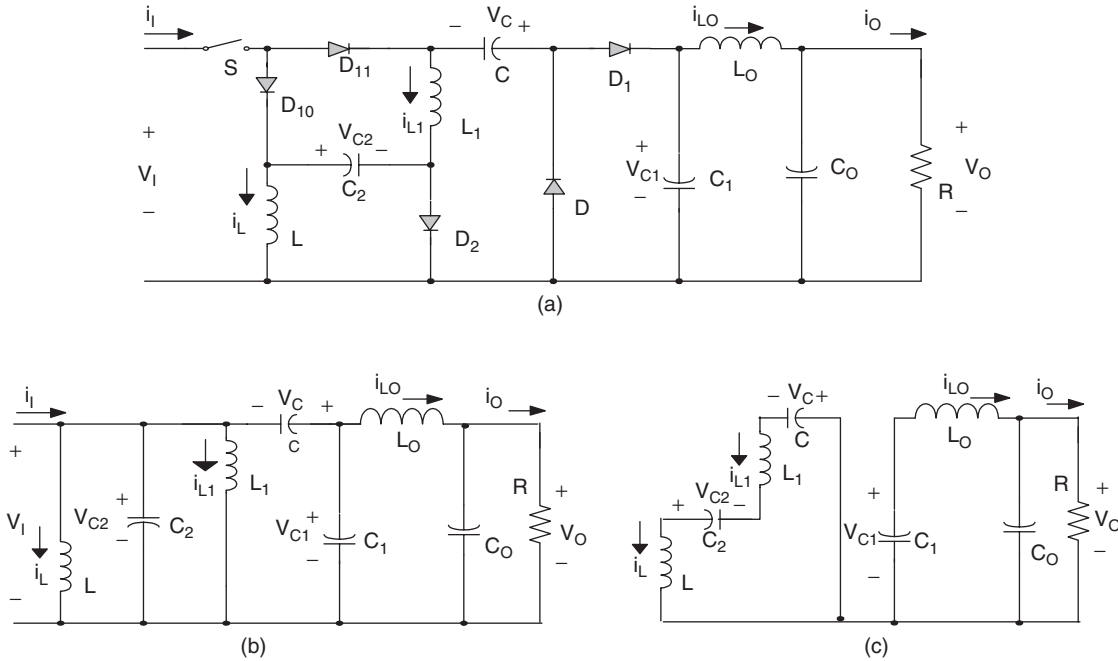 i_I
V_C
− +
i_LO
i_O
S
D_11
C
D_1
L_O
D_10
i_L1
L_1
+
V_C2
+ −
V_I
C_2
V_C1
+
−
C_1
C_O
R
+
V_O
−
−
i_L
L
D_2
D
(a)
i_I
V_C
− +
i_LO
i_O
C
L_O
+
i_L1
L_1
R
V_I
V_C2
+
−
C_2
V_C1
+
−
C_1
C_O
+
V_O
−
i_L
L
−
(b)
− V_C +
C
i_LO
i_O
L_O
i_L1
L_1
R
V_C2
+ −
C_2
+
V_C1
−
C_1
C_O
+
V_O
−
i_L
L
(c)